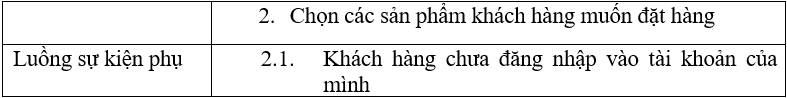 2. Chọn các sản phẩm khách hàng muốn đặt hàng
Luồng sự kiện phụ 2.1. Khách hàng chưa đăng nhập vào tài khoản của
mình